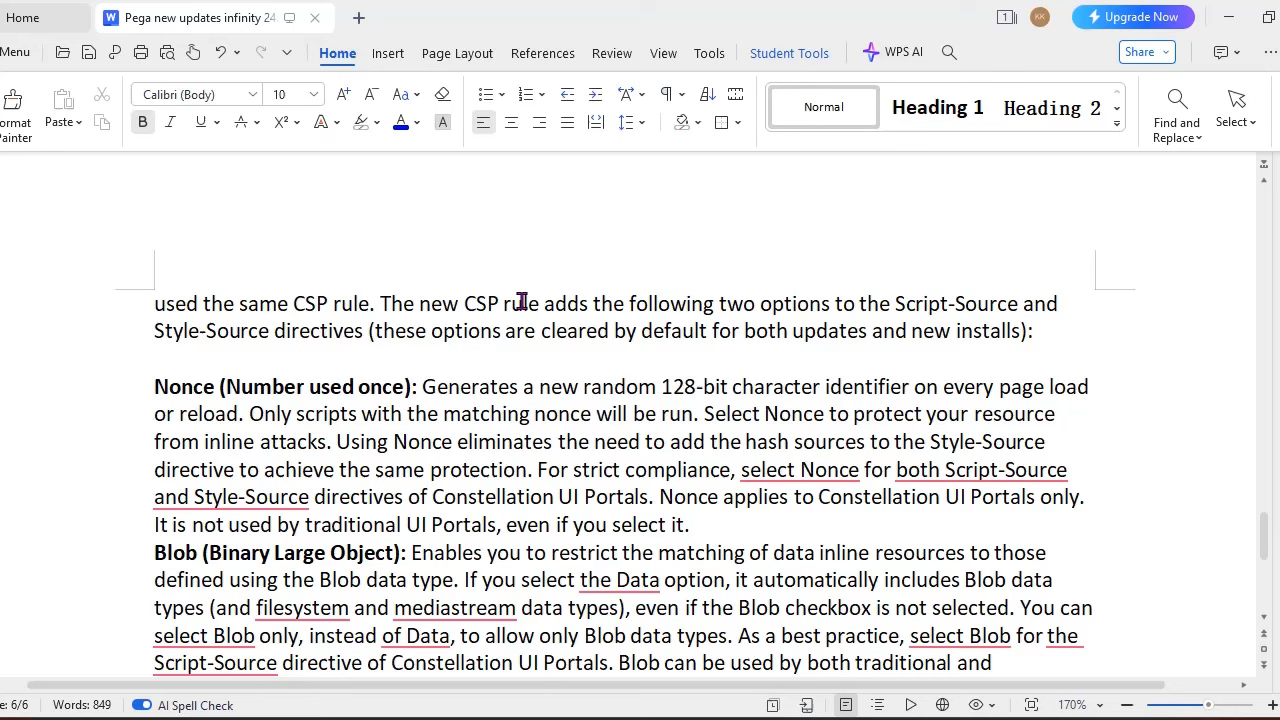 Home
Pega new updates infinity 24
1
KK
Upgrade Now
Menu
Home
Insert
Page Layout
References
Review
View
Tools
Student Tools
WPS AI
Share
ormat
Painter
Paste
Calibri (Body)
10
Normal
Heading 1
Heading 2
Find and
Replace
Select
used the same CSP rule. The new CSP rule adds the following two options to the Script-Source and
Style-Source directives (these options are cleared by default for both updates and new installs):
Nonce (Number used once): Generates a new random 128-bit character identifier on every page load
or reload. Only scripts with the matching nonce will be run. Select Nonce to protect your resource
from inline attacks. Using Nonce eliminates the need to add the hash sources to the Style-Source
directive to achieve the same protection. For strict compliance, select Nonce for both Script-Source
and Style-Source directives of Constellation UI Portals. Nonce applies to Constellation UI Portals only.
It is not used by traditional UI Portals, even if you select it.
Blob (Binary Large Object): Enables you to restrict the matching of data inline resources to those
defined using the Blob data type. If you select the Data option, it automatically includes Blob data
types (and filesystem and mediastream data types), even if the Blob checkbox is not selected. You can
select Blob only, instead of Data, to allow only Blob data types. As a best practice, select Blob for the
Script-Source directive of Constellation UI Portals. Blob can be used by both traditional and
e: 6/6
Words: 849
AI Spell Check
170%